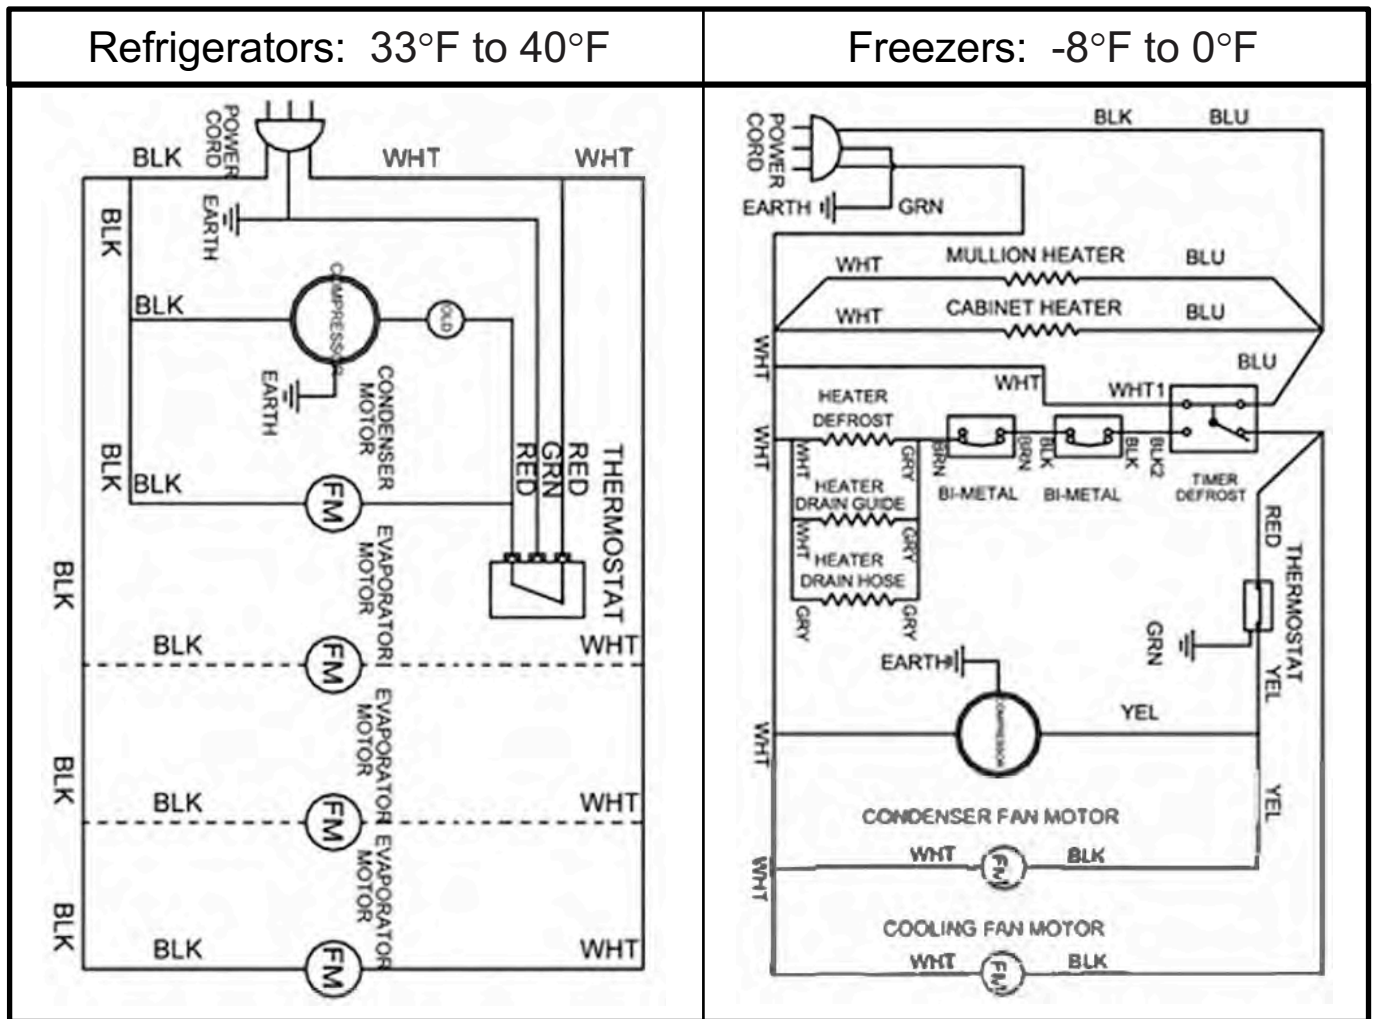 Refrigerators: 33°F to 40°F
Freezers: -8°F to 0°F
POWER
CORD
BLK
WHT
WHT
BLK
EARTH
BLK
COMPRESSOR
OLD
EARTH
CONDENSER
MOTOR
BLK
BLK
FM
RED
GRN
RED
THERMOSTAT
EVAPORATOR
MOTOR
BLK
BLK
FM
WHT
EVAPORATOR
MOTOR
BLK
BLK
FM
WHT
EVAPORATOR
MOTOR
BLK
BLK
FM
WHT
POWER
CORD
BLK
BLU
EARTH
GRN
WHT
MULLION HEATER
BLU
WHT
CABINET HEATER
BLU
WHT
BLU
WHT
WHT1
HEATER
DEFROST
WHT
WHT
GRY
BRN
BRN
BLK
BLK
BLK2
BI-METAL
BI-METAL
TIMER
DEFROST
HEATER
DRAIN GUIDE
WHT
GRY
HEATER
DRAIN HOSE
GRY
GRY
RED
THERMOSTAT
GRN
EARTH
YEL
COMPRESSOR
YEL
WHT
YEL
CONDENSER FAN MOTOR
WHT
FM
BLK
WHT
COOLING FAN MOTOR
WHT
FM
BLK